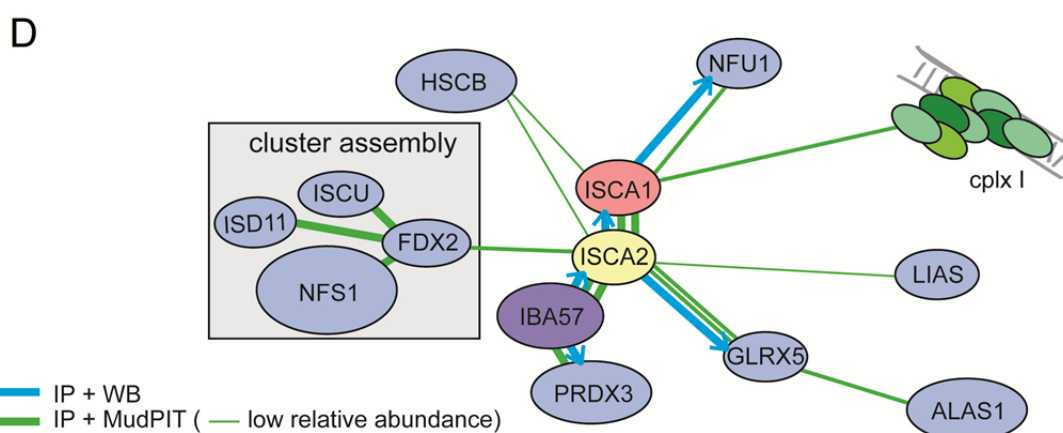 D
HSCB
NFU1
cplx I
cluster assembly
ISCU
ISD11
FDX2
NFS1
ISCA1
ISCA2
LIAS
IBA57
GLRX5
PRDX3
ALAS1
IP + WB
IP + MudPIT ( — low relative abundance)